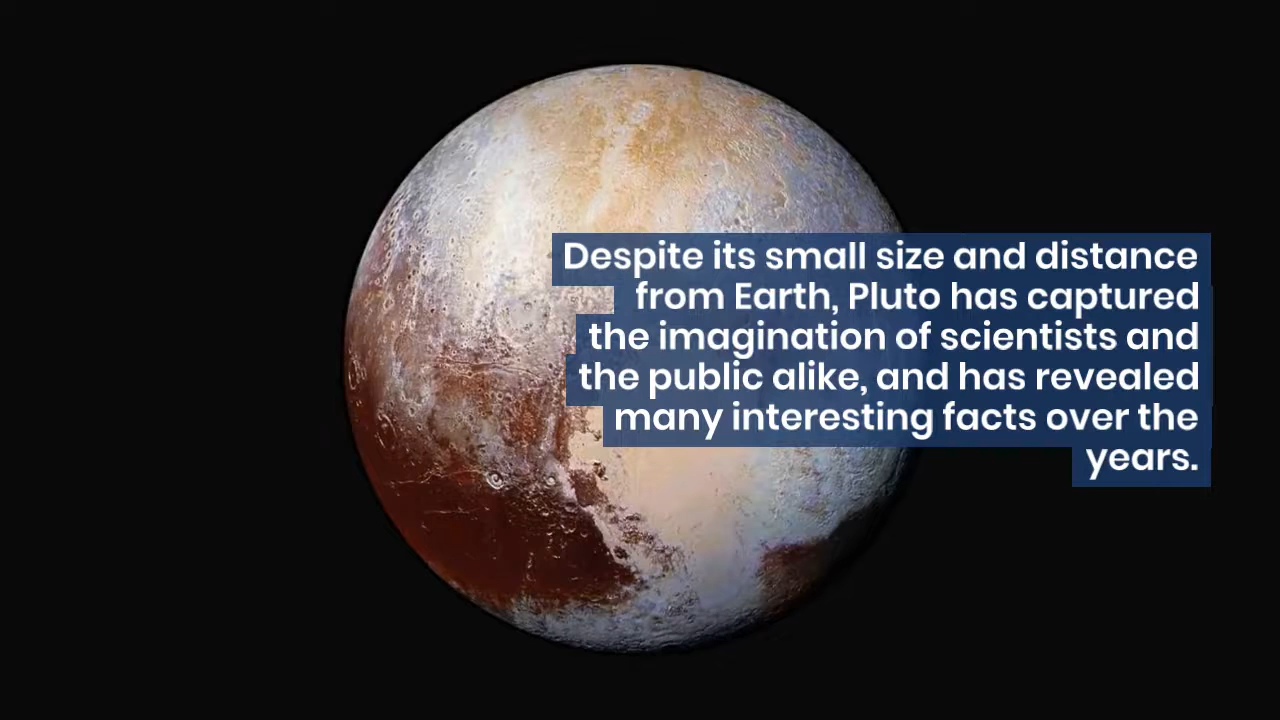 Despite its small size and distance
from Earth, Pluto has captured
the imagination of scientists and
the public alike, and has revealed
many interesting facts over the
years.